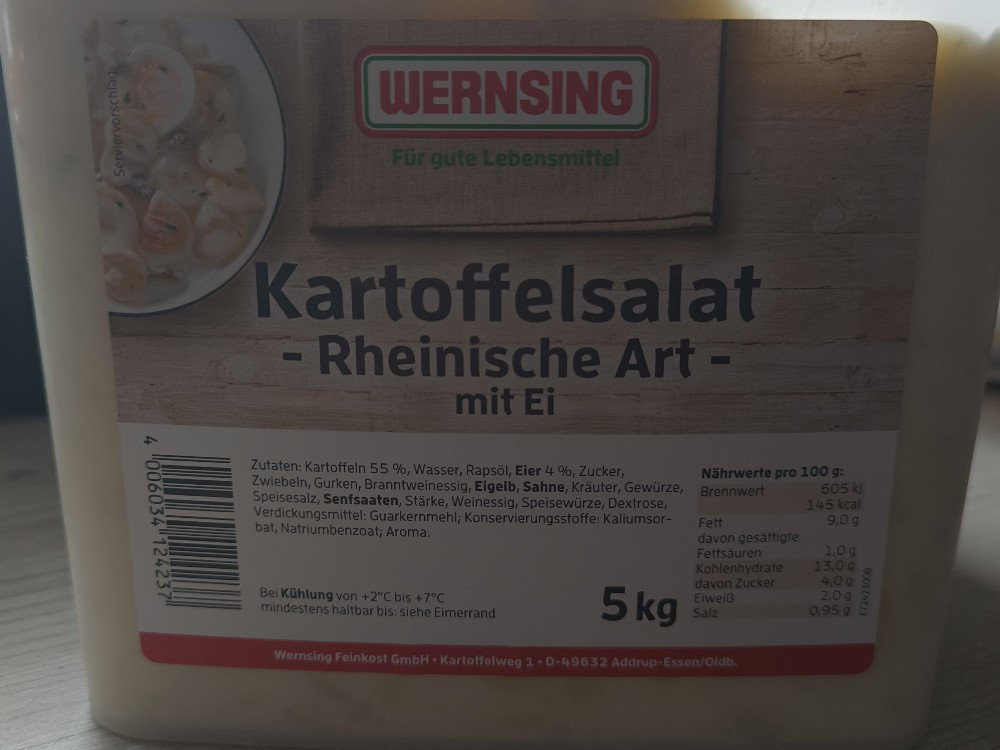 Serviervorschlag
WERNSING
Für gute Lebensmittel
Kartoffelsalat
- Rheinische Art -
mit Ei
4 006034 124237
Zutaten: Kartoffeln 55 %, Wasser, Rapsöl, Eier 4 %, Zucker,
Zwiebeln, Gurken, Branntweinessig, Eigelb, Sahne, Kräuter, Gewürze,
Speisesalz, Senfsaaten, Stärke, Weinessig, Speisewürze, Dextrose,
Verdickungsmittel: Guarkernmehl; Konservierungsstoffe: Kaliumsor-
bat, Natriumbenzoat; Aroma.
Bei Kühlung von +2°C bis +7°C
mindestens haltbar bis: siehe Eimerrand
5 kg
Nährwerte pro 100 g:
Brennwert 605 kJ
145 kcal
Fett 9,0 g
davon gesättigte
Fettsäuren 1,0 g
Kohlenhydrate 13,0 g
davon Zucker 4,0 g
Eiweiß 2,0 g
Salz 0,95 g
Wernsing Feinkost GmbH • Kartoffelweg 1 • D-49632 Addrup-Essen/Oldb.